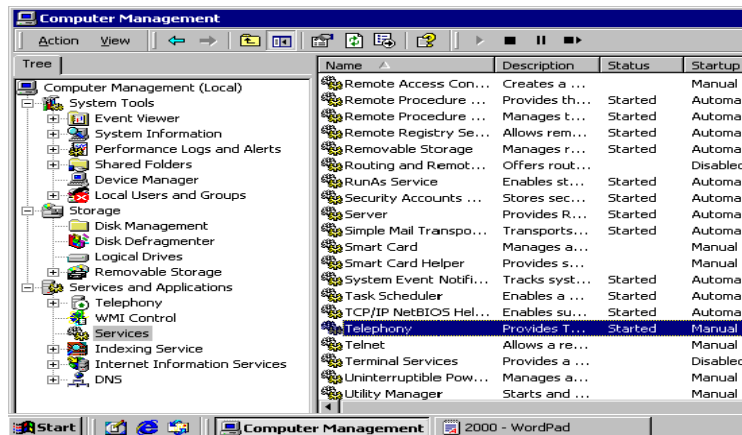 Computer Management
Action View
Tree
Computer Management (Local)
System Tools
Event Viewer
System Information
Performance Logs and Alerts
Shared Folders
Device Manager
Local Users and Groups
Storage
Disk Management
Disk Defragmenter
Logical Drives
Removable Storage
Services and Applications
Telephony
WMI Control
Services
Indexing Service
Internet Information Services
DNS
Name Description Status Startup
Remote Access Con... Creates a ... Manual
Remote Procedure ... Provides th... Started Automa
Remote Procedure ... Manages t... Started Automa
Remote Registry Se... Allows rem... Started Automa
Removable Storage Manages r... Started Automa
Routing and Remot... Offers rout... Disabled
RunAs Service Enables st... Started Automa
Security Accounts ... Stores sec... Started Automa
Server Provides R... Started Automa
Simple Mail Transpo... Transports... Started Automa
Smart Card Manages a... Manual
Smart Card Helper Provides s... Manual
System Event Notifi... Tracks syst... Started Automa
Task Scheduler Enables a ... Started Automa
TCP/IP NetBIOS Hel... Enables su... Started Automa
Telephony Provides T... Started Manual
Telnet Allows a re... Manual
Terminal Services Provides a ... Disabled
Uninterruptible Pow... Manages a... Manual
Utility Manager Starts and ... Manual
Start Computer Management 2000 - WordPad